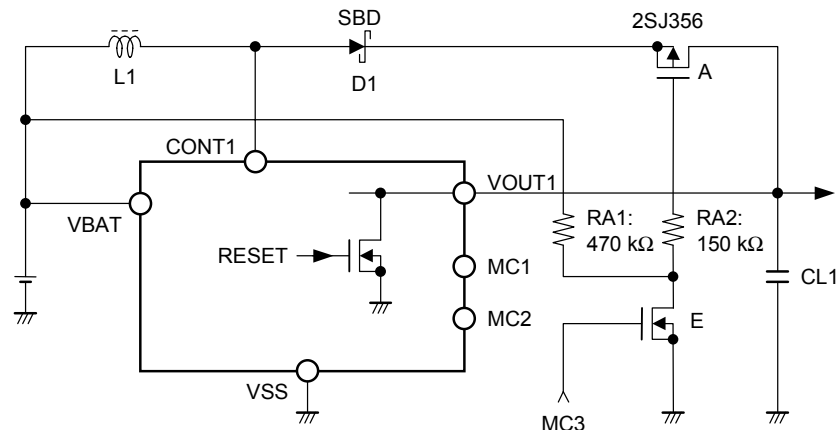 SBD
2SJ356
L1
D1
A
CONT1
VOUT1
VBAT
RA1:
470 kΩ
RA2:
150 kΩ
RESET
MC1
CL1
MC2
E
VSS
MC3